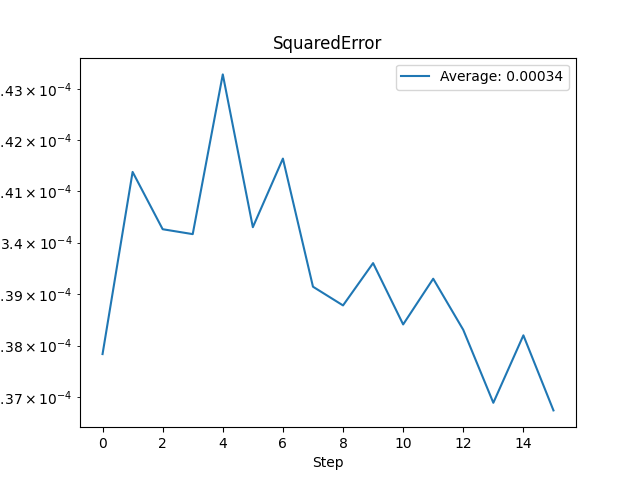 SquaredError
Average: 0.00034
.43 × 10⁻⁴
.42 × 10⁻⁴
.41 × 10⁻⁴
3.4 × 10⁻⁴
.39 × 10⁻⁴
.38 × 10⁻⁴
.37 × 10⁻⁴
0 2 4 6 8 10 12 14
Step